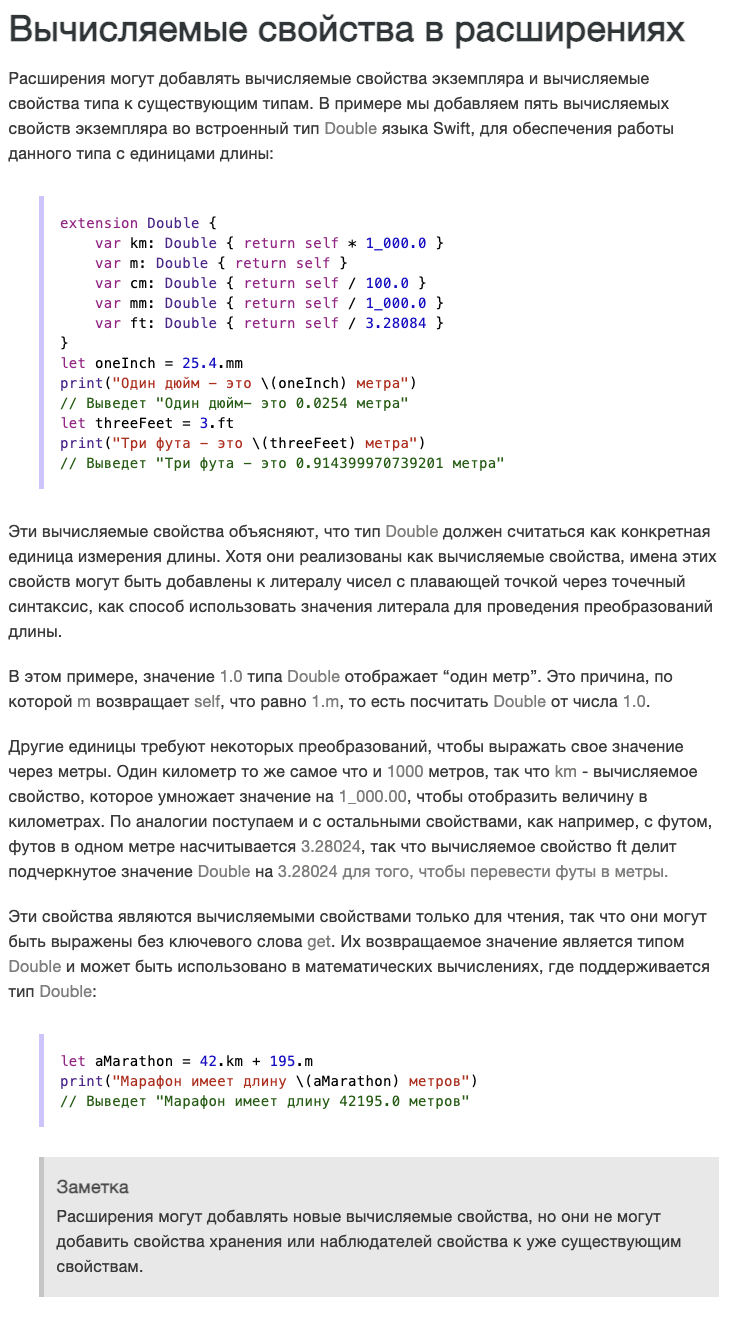 Вычисляемые свойства в расширениях
Расширения могут добавлять вычисляемые свойства экземпляра и вычисляемые
свойства типа к существующим типам. В примере мы добавляем пять вычисляемых
свойств экземпляра во встроенный тип Double языка Swift, для обеспечения работы
данного типа с единицами длины:
extension Double {
    var km: Double { return self * 1_000.0 }
    var m: Double { return self }
    var cm: Double { return self / 100.0 }
    var mm: Double { return self / 1_000.0 }
    var ft: Double { return self / 3.28084 }
}
let oneInch = 25.4.mm
print("Один дюйм – это \(oneInch) метра")
// Выведет "Один дюйм– это 0.0254 метра"
let threeFeet = 3.ft
print("Три фута – это \(threeFeet) метра")
// Выведет "Три фута – это 0.914399970739201 метра"
Эти вычисляемые свойства объясняют, что тип Double должен считаться как конкретная
единица измерения длины. Хотя они реализованы как вычисляемые свойства, имена этих
свойств могут быть добавлены к литералу чисел с плавающей точкой через точечный
синтаксис, как способ использовать значения литерала для проведения преобразований
длины.
В этом примере, значение 1.0 типа Double отображает “один метр”. Это причина, по
которой m возвращает self, что равно 1.m, то есть посчитать Double от числа 1.0.
Другие единицы требуют некоторых преобразований, чтобы выражать свое значение
через метры. Один километр то же самое что и 1000 метров, так что km - вычисляемое
свойство, которое умножает значение на 1_000.00, чтобы отобразить величину в
километрах. По аналогии поступаем и с остальными свойствами, как например, с футом,
футов в одном метре насчитывается 3.28024, так что вычисляемое свойство ft делит
подчеркнутое значение Double на 3.28024 для того, чтобы перевести футы в метры.
Эти свойства являются вычисляемыми свойствами только для чтения, так что они могут
быть выражены без ключевого слова get. Их возвращаемое значение является типом
Double и может быть использовано в математических вычислениях, где поддерживается
тип Double:
let aMarathon = 42.km + 195.m
print("Марафон имеет длину \(aMarathon) метров")
// Выведет "Марафон имеет длину 42195.0 метров"
Заметка
Расширения могут добавлять новые вычисляемые свойства, но они не могут
добавить свойства хранения или наблюдателей свойства к уже существующим
свойствам.